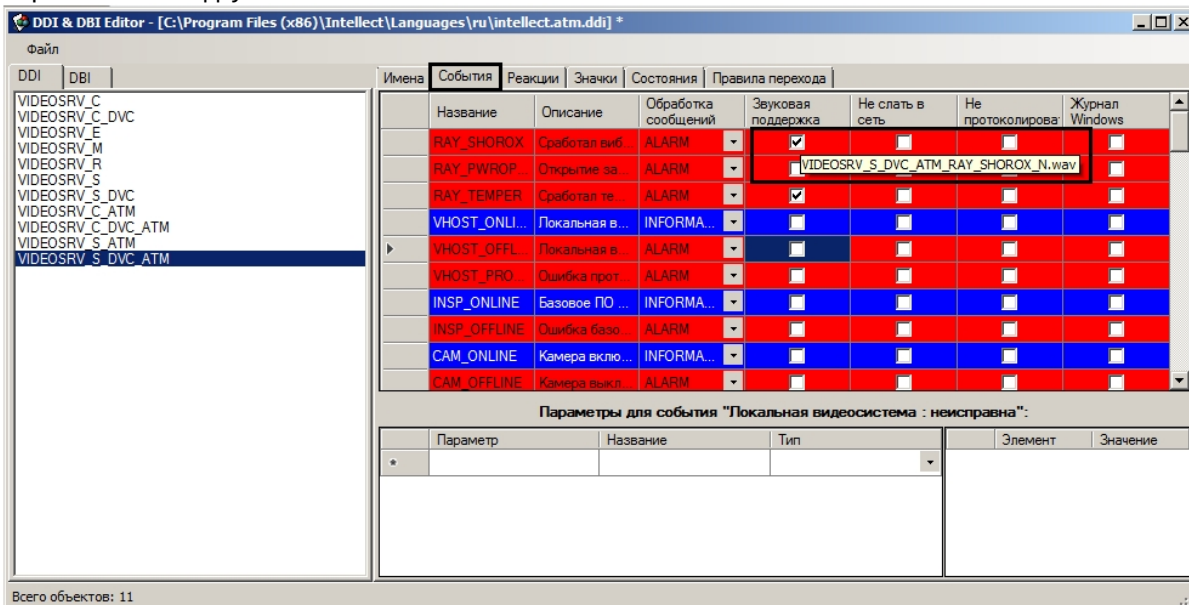 DDI & DBI Editor - [C:\Program Files (x86)\Intellect\Languages\ru\intellect.atm.ddi] *
Файл
DDI DBI
VIDEOSRV_C
VIDEOSRV_C_DVC
VIDEOSRV_E
VIDEOSRV_M
VIDEOSRV_R
VIDEOSRV_S
VIDEOSRV_S_DVC
VIDEOSRV_C_ATM
VIDEOSRV_C_DVC_ATM
VIDEOSRV_S_ATM
VIDEOSRV_S_DVC_ATM
Имена События Реакции Значки Состояния Правила перехода
Название Описание Обработка сообщений Звуковая поддержка Не слать в сеть Не протоколироват Журнал Windows
RAY_SHOROX Сработал виб... ALARM
VIDEOSRV_S_DVC_ATM_RAY_SHOROX_N.wav
RAY_PWROP... Открытие за... ALARM
RAY_TEMPER Сработал те... ALARM
VHOST_ONLI... Локальная в... INFORMA...
VHOST_OFFL... Локальная в... ALARM
VHOST_PRO... Ошибка прот... ALARM
INSP_ONLINE Базовое ПО ... INFORMA...
INSP_OFFLINE Ошибка базо... ALARM
CAM_ONLINE Камера вклю... INFORMA...
CAM_OFFLINE Камера выкл... ALARM
Параметры для события "Локальная видеосистема : неисправна":
Параметр Название Тип
Элемент Значение
*
Всего объектов: 11